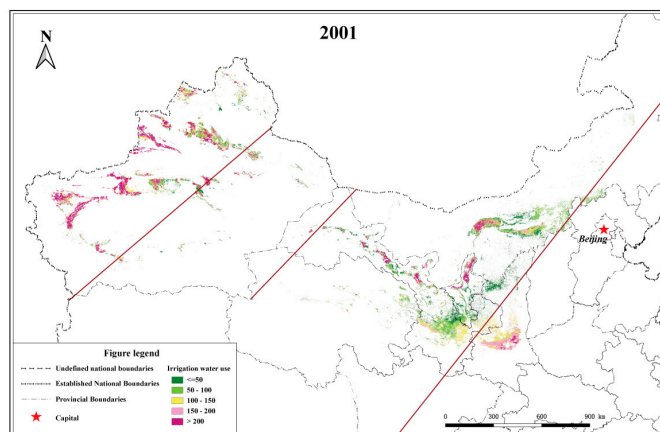 2001
N
Beijing
Figure legend
Undefined national boundaries
Established National Boundaries
Provincial Boundaries
Capital
Irrigation water use
<=50
50 - 100
100 - 150
150 - 200
> 200
0 300 600 900 km